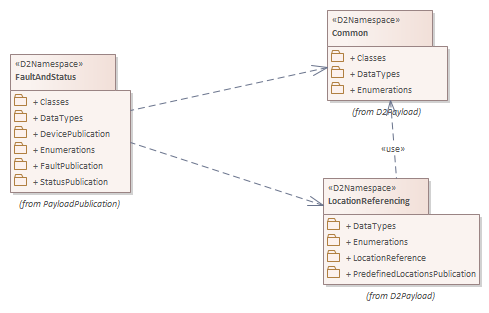 «D2Namespace»
FaultAndStatus
+ Classes
+ DataTypes
+ DevicePublication
+ Enumerations
+ FaultPublication
+ StatusPublication
(from PayloadPublication)
«D2Namespace»
Common
+ Classes
+ DataTypes
+ Enumerations
(from D2Payload)
«use»
«D2Namespace»
LocationReferencing
+ DataTypes
+ Enumerations
+ LocationReference
+ PredefinedLocationsPublication
(from D2Payload)